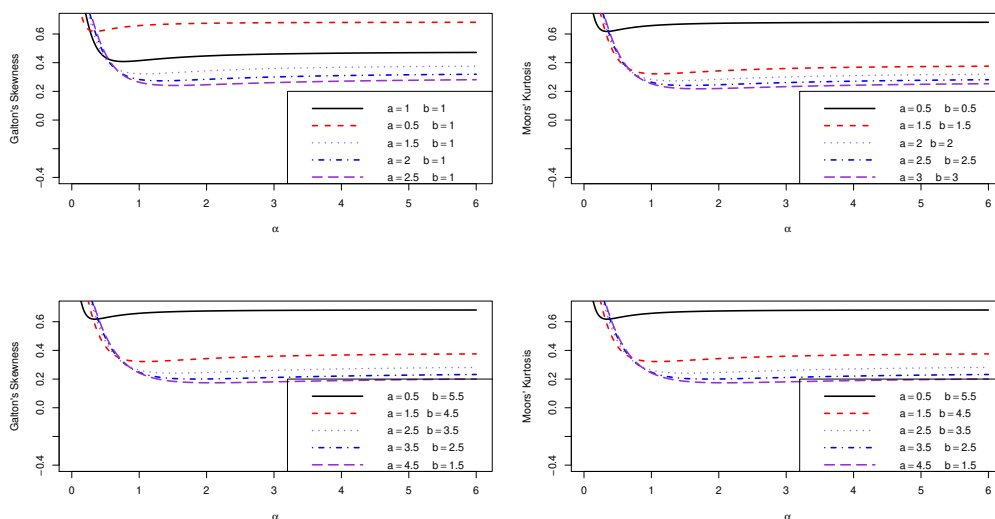 Galton's Skewness
0.6
0.4
0.2
0.0
−0.4
0 1 2 3 4 5 6
α
a = 1 b = 1
a = 0.5 b = 1
a = 1.5 b = 1
a = 2 b = 1
a = 2.5 b = 1
Moors' Kurtosis
0.6
0.4
0.2
0.0
−0.4
0 1 2 3 4 5 6
α
a = 0.5 b = 0.5
a = 1.5 b = 1.5
a = 2 b = 2
a = 2.5 b = 2.5
a = 3 b = 3
Galton's Skewness
0.6
0.4
0.2
0.0
−0.4
0 1 2 3 4 5 6
α
a = 0.5 b = 5.5
a = 1.5 b = 4.5
a = 2.5 b = 3.5
a = 3.5 b = 2.5
a = 4.5 b = 1.5
Moors' Kurtosis
0.6
0.4
0.2
0.0
−0.4
0 1 2 3 4 5 6
α
a = 0.5 b = 5.5
a = 1.5 b = 4.5
a = 2.5 b = 3.5
a = 3.5 b = 2.5
a = 4.5 b = 1.5